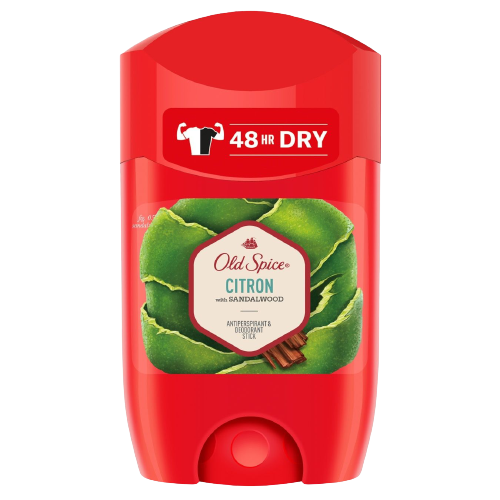 48 HR DRY
Old Spice®
CITRON
with SANDALWOOD
ANTIPERSPIRANT &
DEODORANT
STICK